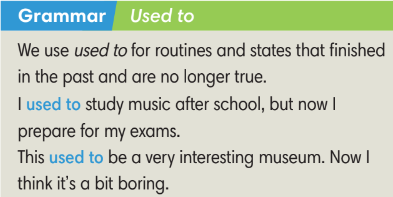 Grammar Used to
We use used to for routines and states that finished
in the past and are no longer true.
I used to study music after school, but now I
prepare for my exams.
This used to be a very interesting museum. Now I
think it's a bit boring.